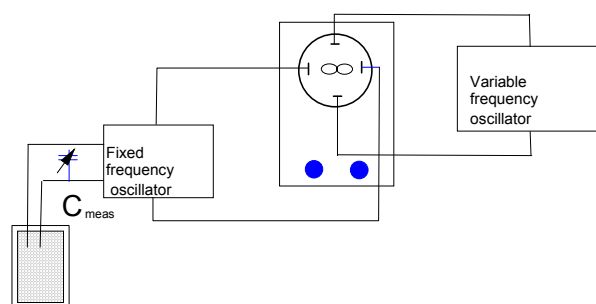 Fixed
frequency
oscillator
C meas
Variable
frequency
oscillator